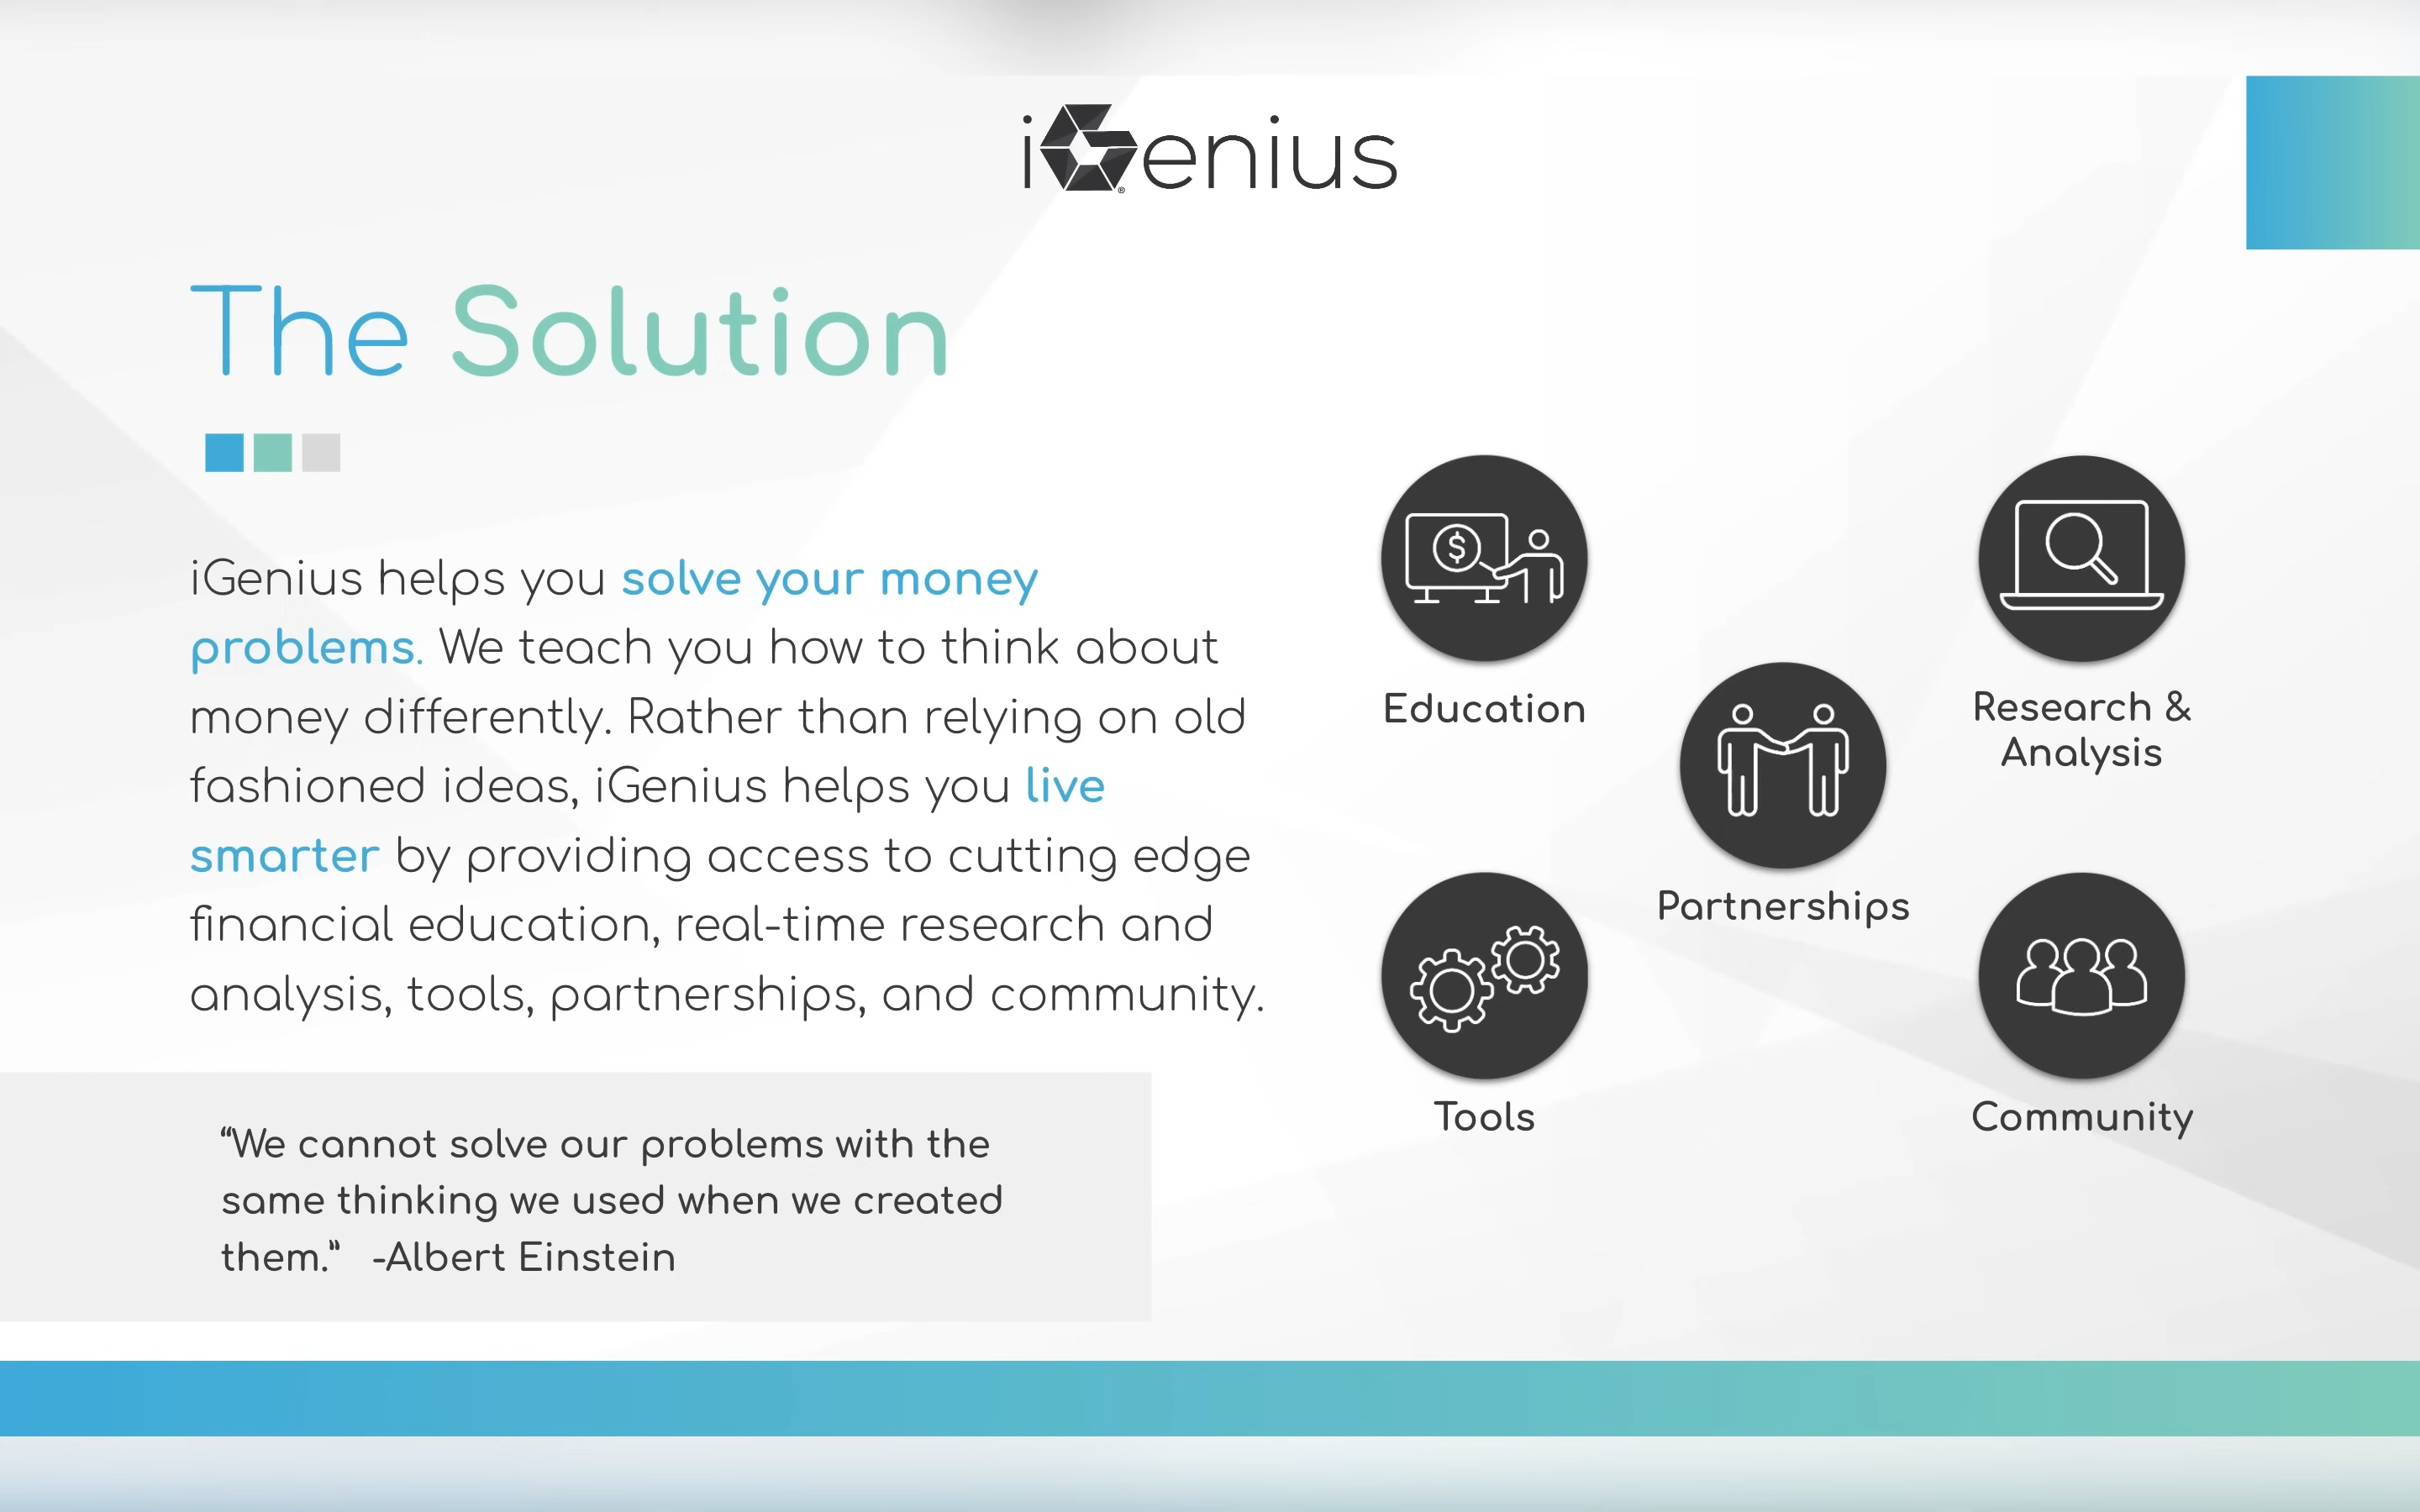 iGenius
The Solution
iGenius helps you solve your money
problems. We teach you how to think about
money differently. Rather than relying on old
fashioned ideas, iGenius helps you live
smarter by providing access to cutting edge
financial education, real-time research and
analysis, tools, partnerships, and community.
“We cannot solve our problems with the
same thinking we used when we created
them.” -Albert Einstein
Education
Research &
Analysis
Partnerships
Tools
Community